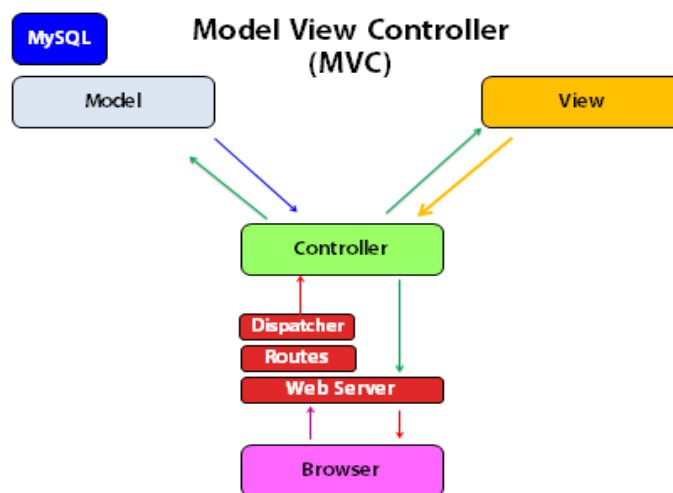 MySQL
Model View Controller
(MVC)
Model
View
Controller
Dispatcher
Routes
Web Server
Browser